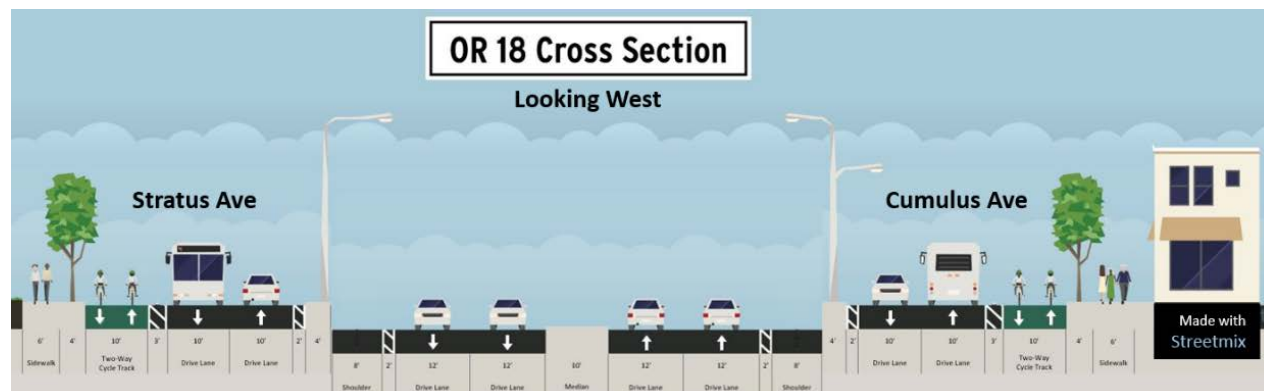 OR 18 Cross Section
Looking West
Stratus Ave
Cumulus Ave
6' 4' 10' 3' 10' 10' 2' 4' 8' 2' 12' 12' 10' 12' 12' 2' 8' 4' 2' 10' 10' 3' 10' 4' 6'
Sidewalk Two-Way Drive Lane Drive Lane Drive Lane Drive Lane Two-Way Sidewalk
Cycle Track Cycle Track
Shoulder Drive Lane Drive Lane Median Drive Lane Drive Lane Shoulder
Made with
Streetmix